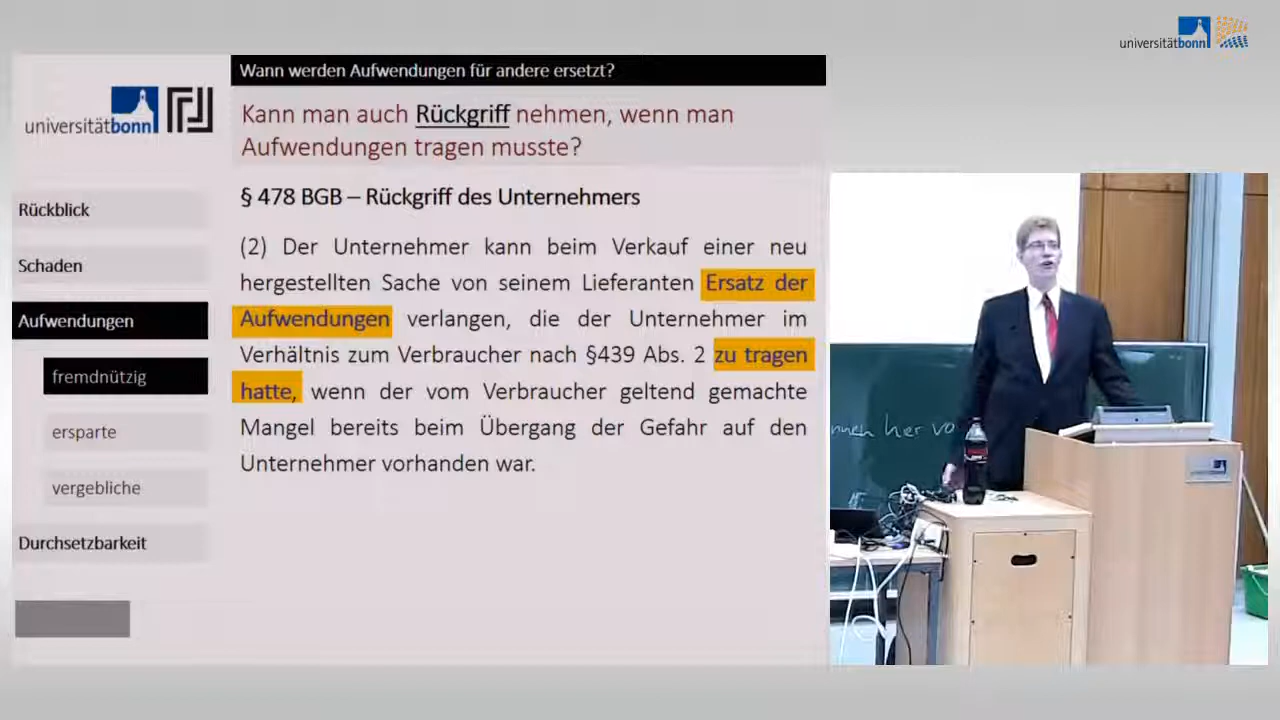 universitätbonn
Wann werden Aufwendungen für andere ersetzt?
universitätbonn
Kann man auch Rückgriff nehmen, wenn man
Aufwendungen tragen musste?
§ 478 BGB – Rückgriff des Unternehmers
(2) Der Unternehmer kann beim Verkauf einer neu
hergestellten Sache von seinem Lieferanten Ersatz der
Aufwendungen verlangen, die der Unternehmer im
Verhältnis zum Verbraucher nach §439 Abs. 2 zu tragen
hatte, wenn der vom Verbraucher geltend gemachte
Mangel bereits beim Übergang der Gefahr auf den
Unternehmer vorhanden war.
Rückblick
Schaden
Aufwendungen
fremdnützig
ersparte
vergebliche
Durchsetzbarkeit
her vo